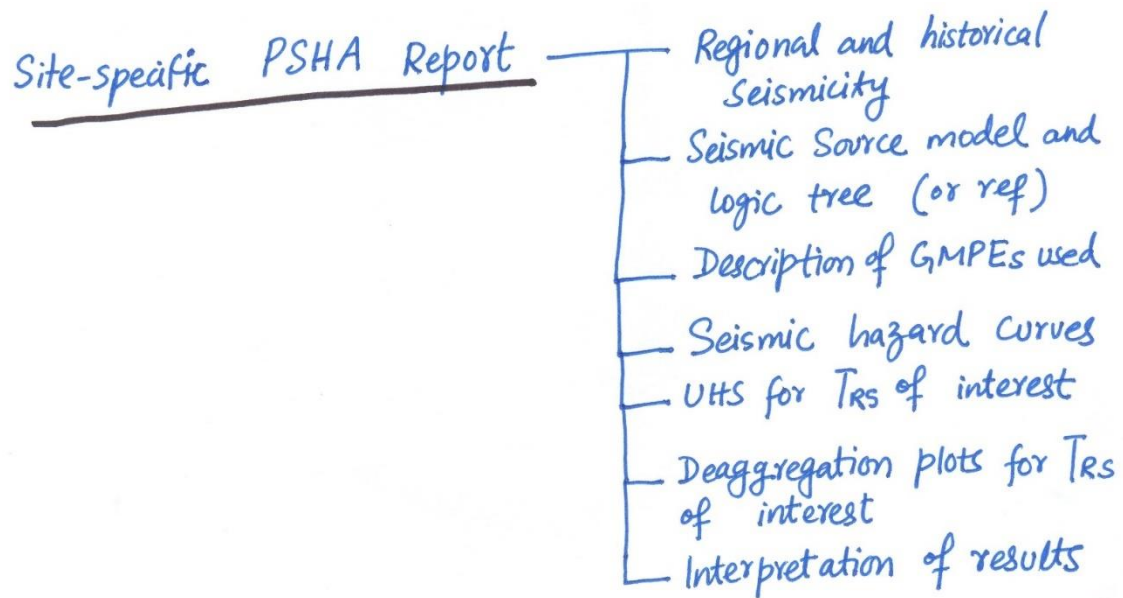 Site-specific PSHA Report
Regional and historical
Seismicity
Seismic Source model and
logic tree (or ref)
Description of GMPEs used
Seismic hazard curves
UHS for TRs of interest
Deaggregation plots for TRs
of interest
Interpretation of results